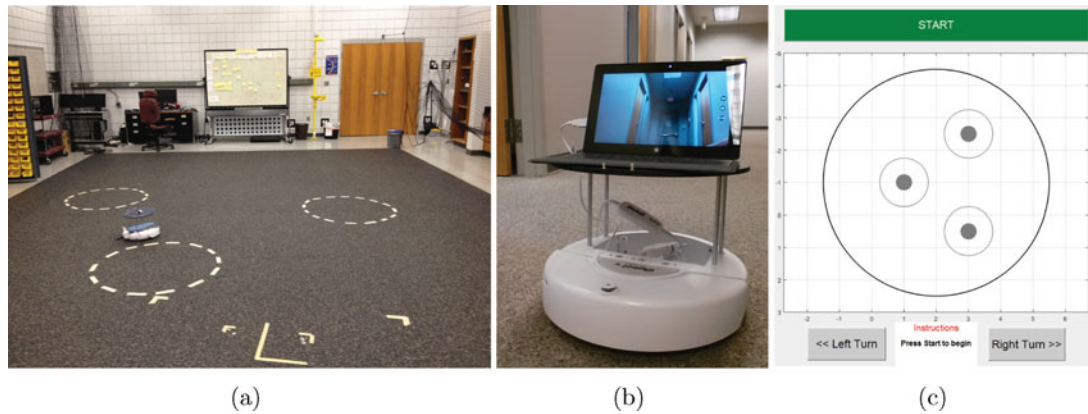 START
-5
-4
-3
-2
-1
0
1
2
3
-1 0 1 2 3 4 5 6
Instructions
<< Left Turn
Press Start to begin
Right Turn >>
(a) (b) (c)